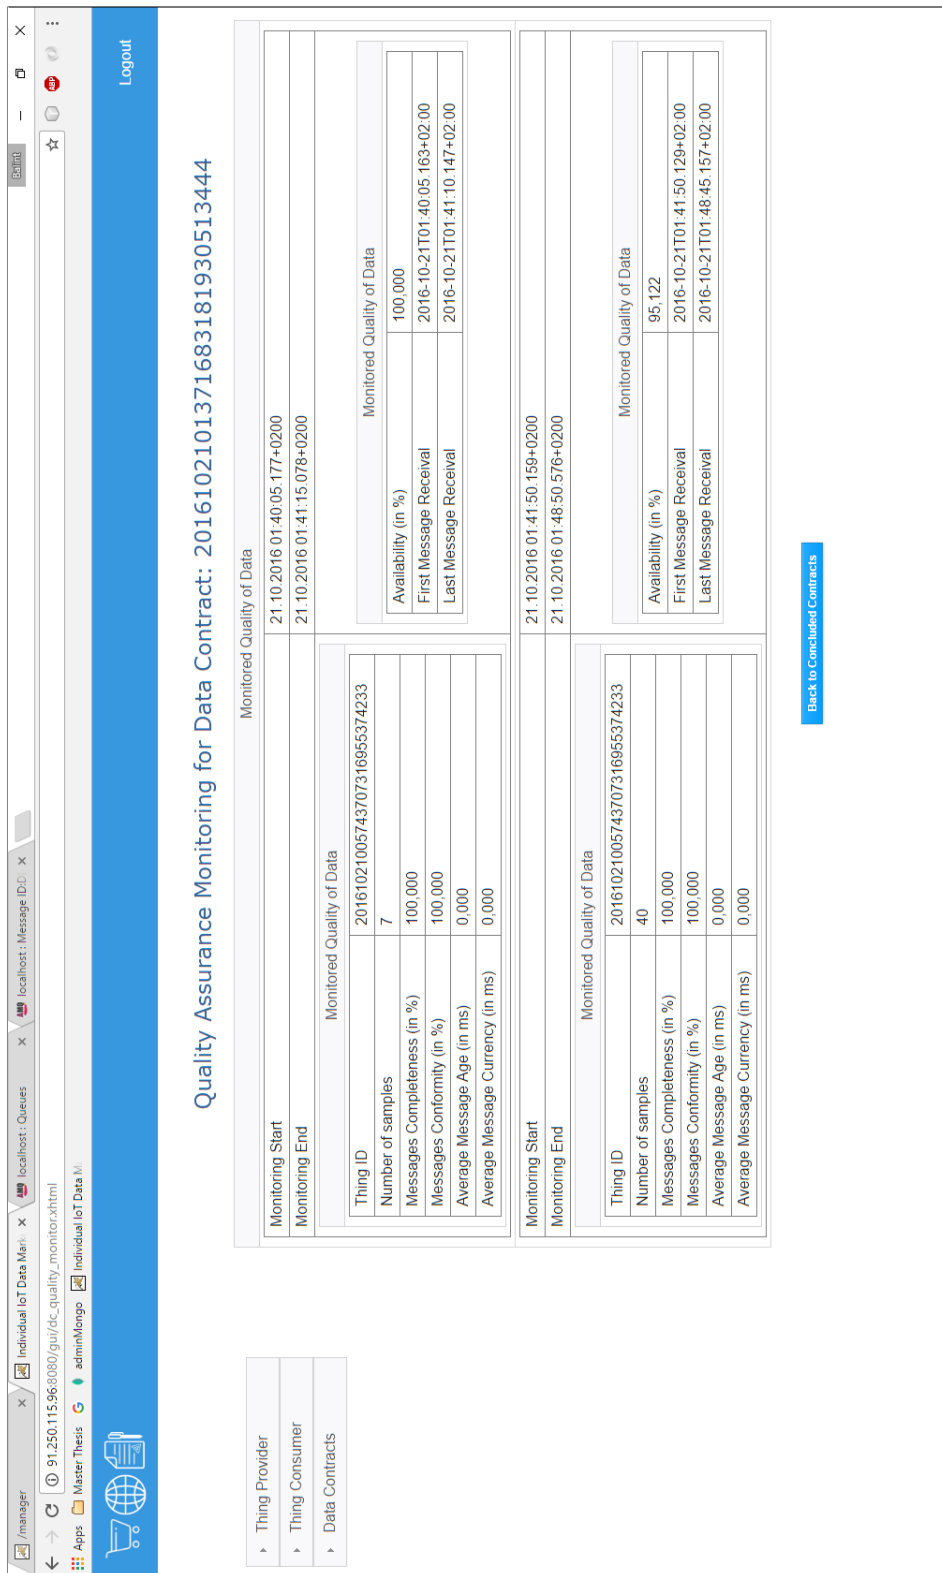 /manager
Individual IoT Data Mark
localhost : Queues
localhost : Message ID:D
Balint
91.250.115.96:8080/gui/dc_quality_monitor.xhtml
ABP
Apps
Master Thesis
adminMongo
Individual IoT Data M
Logout
Thing Provider
Thing Consumer
Data Contracts
Quality Assurance Monitoring for Data Contract: 20161021013716831819305​13444
Monitored Quality of Data
Monitoring Start 21.10.2016 01:40:05.177+0200
Monitoring End 21.10.2016 01:41:15.078+0200
Monitored Quality of Data
Thing ID 20161021005743707316955374233
Number of samples 7
Messages Completeness (in %) 100,000
Messages Conformity (in %) 100,000
Average Message Age (in ms) 0,000
Average Message Currency (in ms) 0,000
Monitored Quality of Data
Availability (in %) 100,000
First Message Receival 2016-10-21T01:40:05.163+02:00
Last Message Receival 2016-10-21T01:41:10.147+02:00
Monitoring Start 21.10.2016 01:41:50.159+0200
Monitoring End 21.10.2016 01:48:50.576+0200
Monitored Quality of Data
Thing ID 20161021005743707316955374233
Number of samples 40
Messages Completeness (in %) 100,000
Messages Conformity (in %) 100,000
Average Message Age (in ms) 0,000
Average Message Currency (in ms) 0,000
Monitored Quality of Data
Availability (in %) 95,122
First Message Receival 2016-10-21T01:41:50.129+02:00
Last Message Receival 2016-10-21T01:48:45.157+02:00
Back to Concluded Contracts